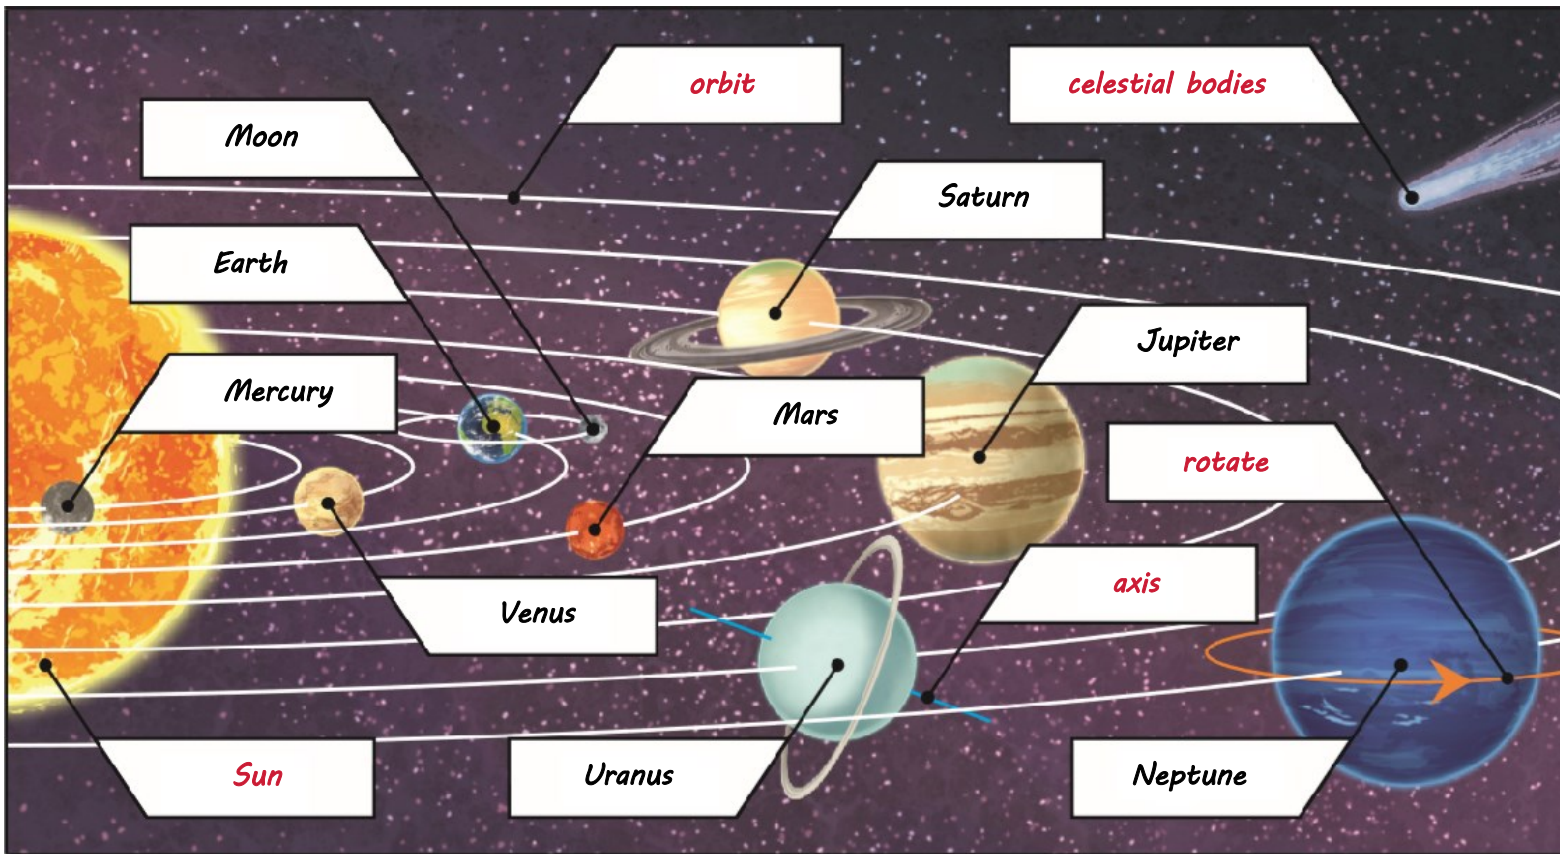 orbit
celestial bodies
Moon
Saturn
Earth
Jupiter
Mercury
Mars
rotate
axis
Venus
Sun
Uranus
Neptune